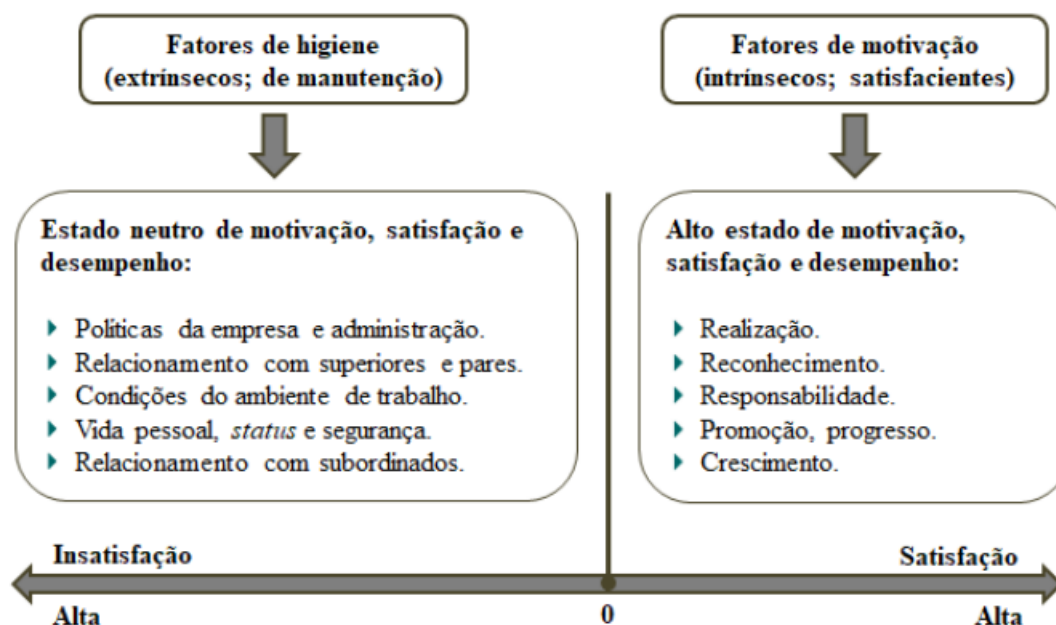 Fatores de higiene
(extrínsecos; de manutenção)
Fatores de motivação
(intrínsecos; satisfacientes)
Estado neutro de motivação, satisfação e
desempenho:
Políticas da empresa e administração.
Relacionamento com superiores e pares.
Condições do ambiente de trabalho.
Vida pessoal, status e segurança.
Relacionamento com subordinados.
Alto estado de motivação,
satisfação e desempenho:
Realização.
Reconhecimento.
Responsabilidade.
Promoção, progresso.
Crescimento.
Insatisfação
Satisfação
Alta
0
Alta